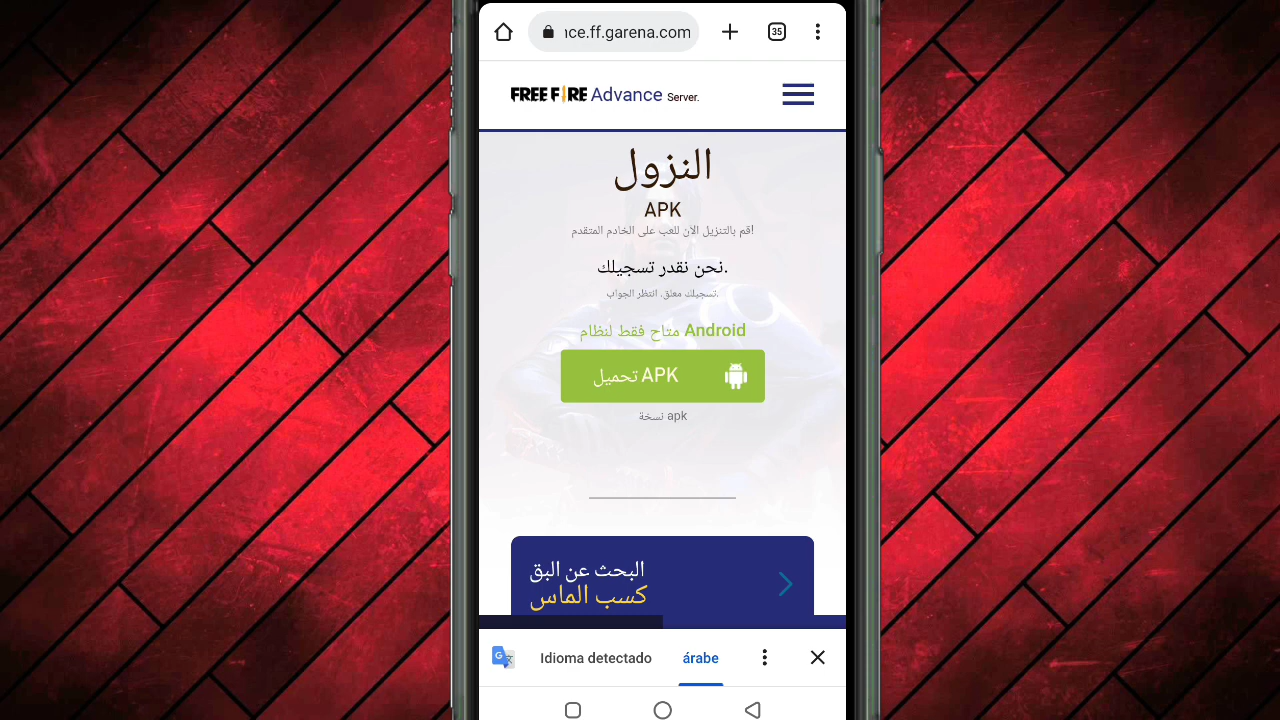 nce.ff.garena.com
35
FREE FIRE Advance Server.
النزول
APK
قم بالتنزيل الآن للعب على الخادم المتقدم!
نحن نقدر تسجيلك.
تسجيلك معلق. انتظر الجواب.
متاح فقط لنظام Android
تحميل APK
نسخة apk
البحث عن البق
كسب الماس
Idioma detectado árabe